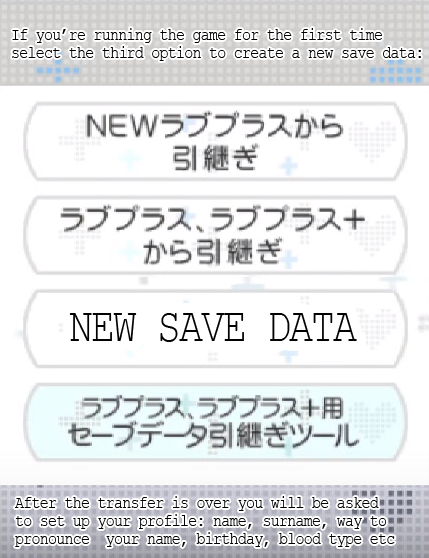 If you're running the game for the first time
select the third option to create a new save data:
NEWラブプラスから
引継ぎ
ラブプラス、ラブプラス+
から引継ぎ
NEW SAVE DATA
ラブプラス、ラブプラス+用
セーブデータ引継ぎツール
After the transfer is over you will be asked
to set up your profile: name, surname, way to
pronounce your name, birthday, blood type etc